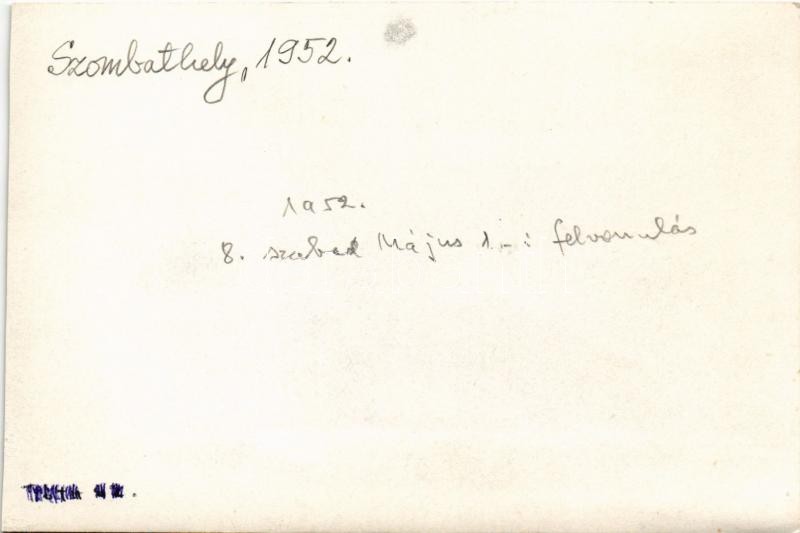 Szombathely, 1952.
1952.
8. szabad Május 1.-i felvonulás